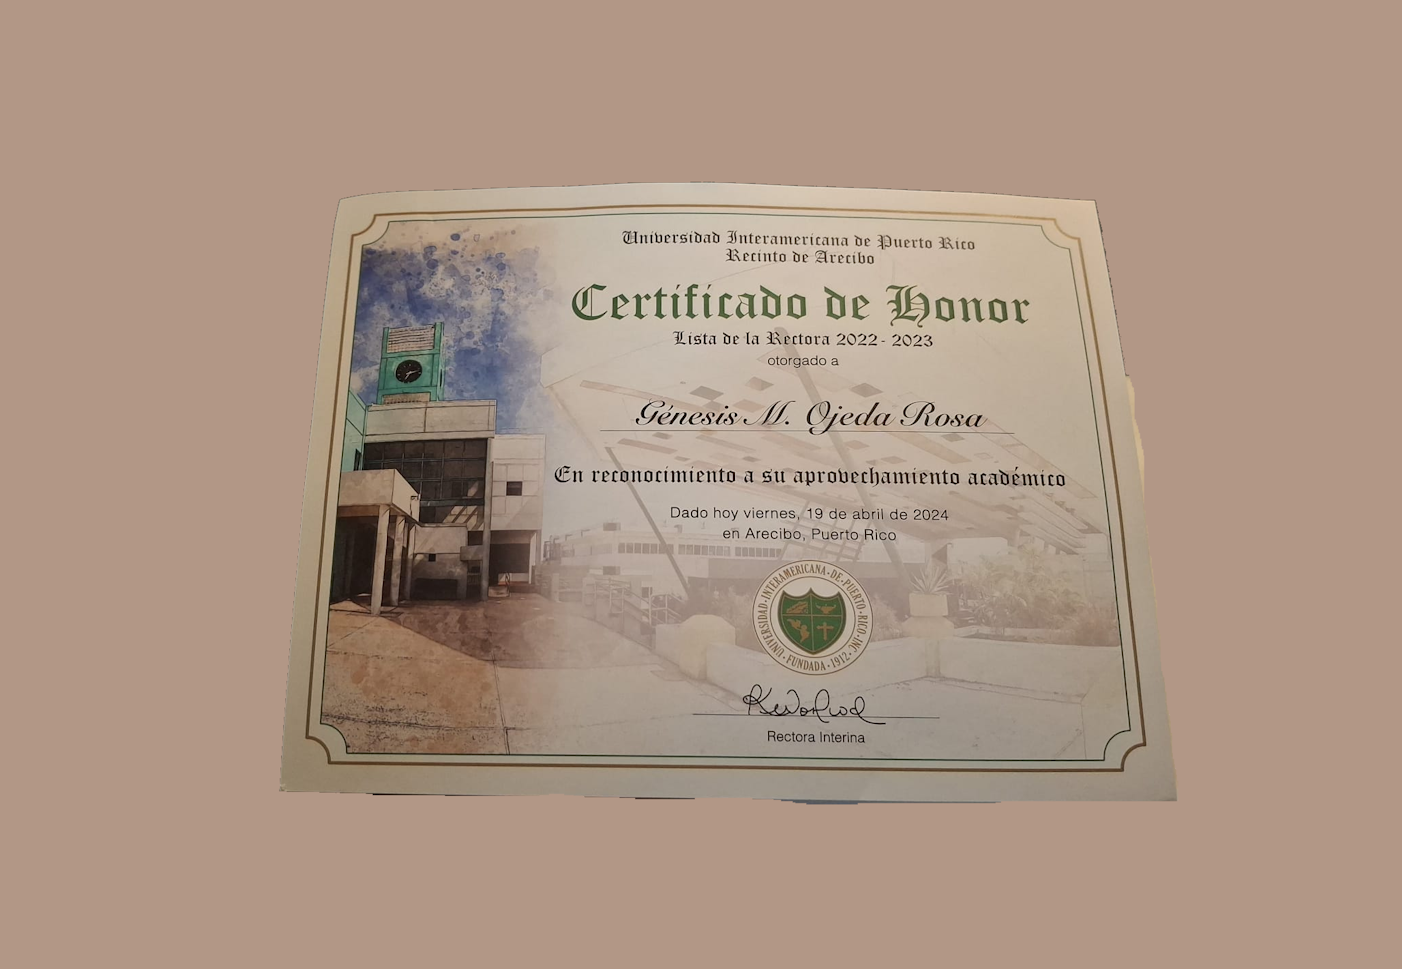 Universidad Interamericana de Puerto Rico
Recinto de Arecibo
Certificado de Honor
Lista de la Rectora 2022 - 2023
otorgado a
Génesis M. Ojeda Rosa
En reconocimiento a su aprovechamiento académico
Dado hoy viernes, 19 de abril de 2024
en Arecibo, Puerto Rico
UNIVERSIDAD·INTERAMERICANA·DE·PUERTO·RICO·INC·
·FUNDADA·1912·
Rectora Interina